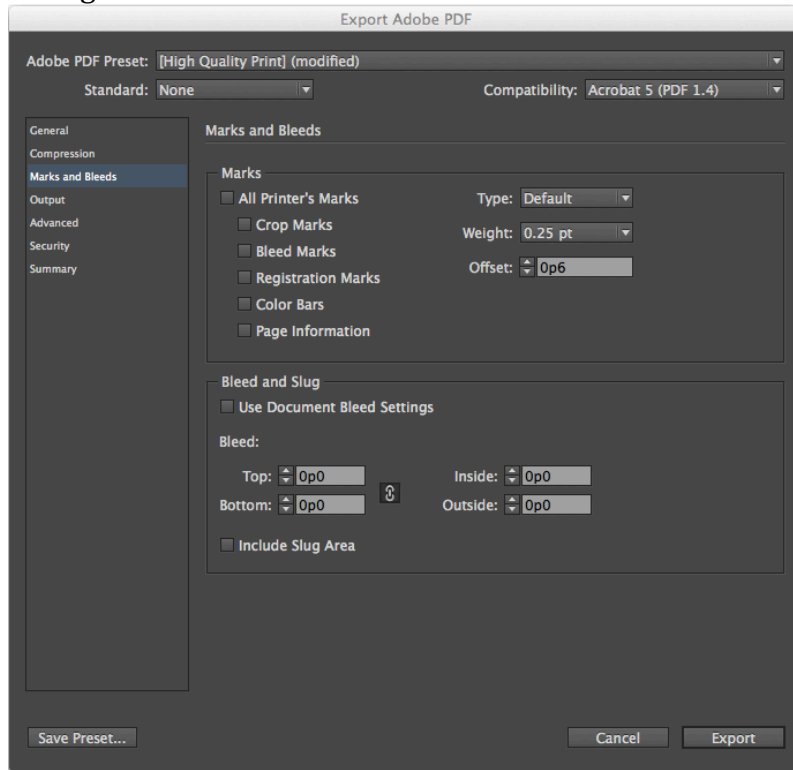 Export Adobe PDF
Adobe PDF Preset: [High Quality Print] (modified)
Standard: None Compatibility: Acrobat 5 (PDF 1.4)
General
Compression
Marks and Bleeds
Output
Advanced
Security
Summary
Marks and Bleeds
Marks
All Printer's Marks
Crop Marks
Bleed Marks
Registration Marks
Color Bars
Page Information
Type: Default
Weight: 0.25 pt
Offset: 0p6
Bleed and Slug
Use Document Bleed Settings
Bleed:
Top: 0p0 Inside: 0p0
Bottom: 0p0 Outside: 0p0
Include Slug Area
Save Preset... Cancel Export